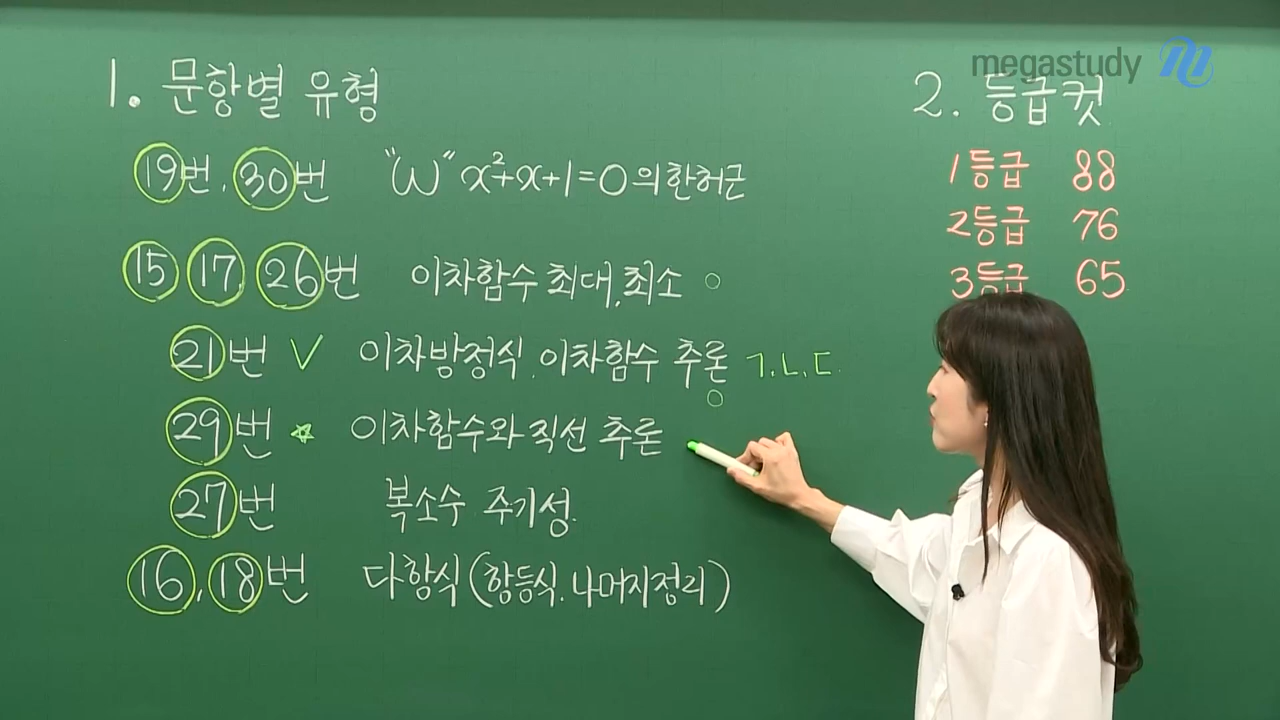 megastudy
1. 문항별 유형
19번, 30번 "ω" x²+x+1=0의 한 허근
15 17, 26번 이차함수 최대, 최소 ○
21번 V 이차방정식, 이차함수 추론 ㄱ.ㄴ.ㄷ.
○
29번 ☆ 이차함수와 직선 추론
27번 복소수 주기성.
16, 18번 다항식 (항등식. 나머지정리)
2. 등급컷
1등급 88
2등급 76
3등급 65